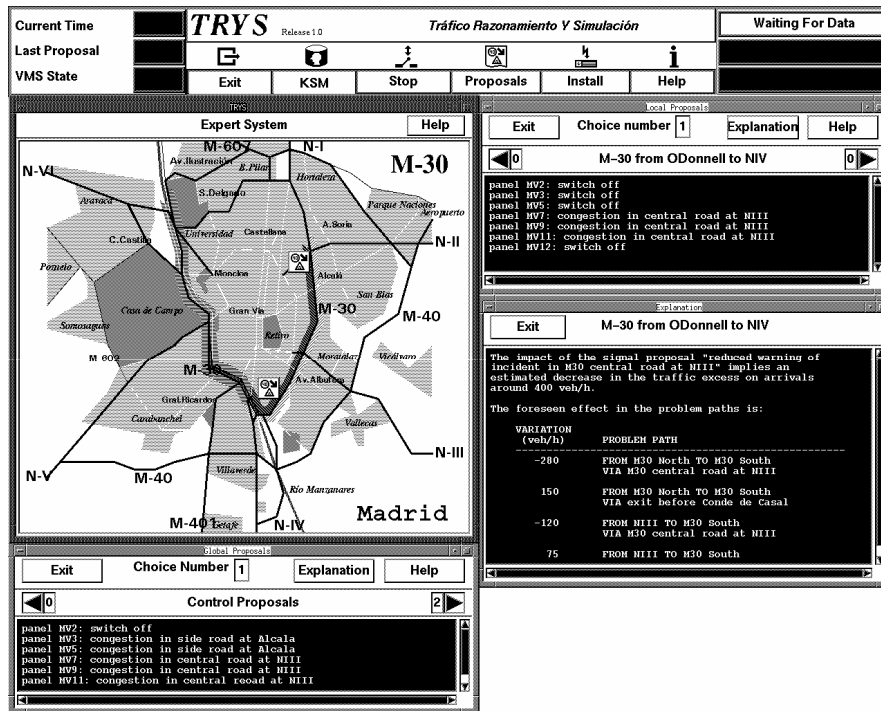 Current Time
Last Proposal
VMS State
TRYS Release 1.0
Tráfico Razonamiento Y Simulación
Exit KSM Stop Proposals Install Help
Waiting For Data
TRYS
Expert System Help
M-30
M-607
N-I
N-VI
Av.Ilustración
B.Pilar
Hortaleza
S.Delgado
Aravaca
Parque Naciones
Aeropuerto
A.Soria
Universidad
Castellana
C.Castilla
N-II
Pozuelo
Moncloa
Alcalá
San Blas
Casa de Campo
Gran Via
M-30
M-40
Somosaguas
Retiro
Moratalaz
Vicálvaro
M 602
M-30
Av.Albufera
Gral.Ricardos
Carabanchel
Vallecas
N-III
N-V
M-40
Villaverde
Río Manzanares
M-401
Getafe
N-IV
Madrid
Global Proposals
Exit Choice Number 1 Explanation Help
0 Control Proposals 2
panel MV2: switch off
panel MV3: congestion in side road at Alcala
panel MV5: congestion in side road at Alcala
panel MV7: congestion in central road at NIII
panel MV9: congestion in central road at NIII
panel MV11: congestion in central reoad at NIII
Local Proposals
Exit Choice number 1 Explanation Help
0 M-30 from ODonnell to NIV 0
panel MV2: switch off
panel MV3: switch off
panel MV5: switch off
panel MV7: congestion in central road at NIII
panel MV9: congestion in central road at NIII
panel MV11: congestion in central road at NIII
panel MV12: switch off
Explanation
Exit M-30 from ODonnell to NIV
The impact of the signal proposal "reduced warning of
incident in M30 central road at NIII" implies an
estimated decrease in the traffic excess on arrivals
around 400 veh/h.
The foreseen effect in the problem paths is:
VARIATION
(veh/h) PROBLEM PATH
-280 FROM M30 North TO M30 South
VIA M30 central road at NIII
150 FROM M30 North TO M30 South
VIA exit before Conde de Casal
-120 FROM NIII TO M30 South
VIA M30 central road at NIII
75 FROM NIII TO M30 South